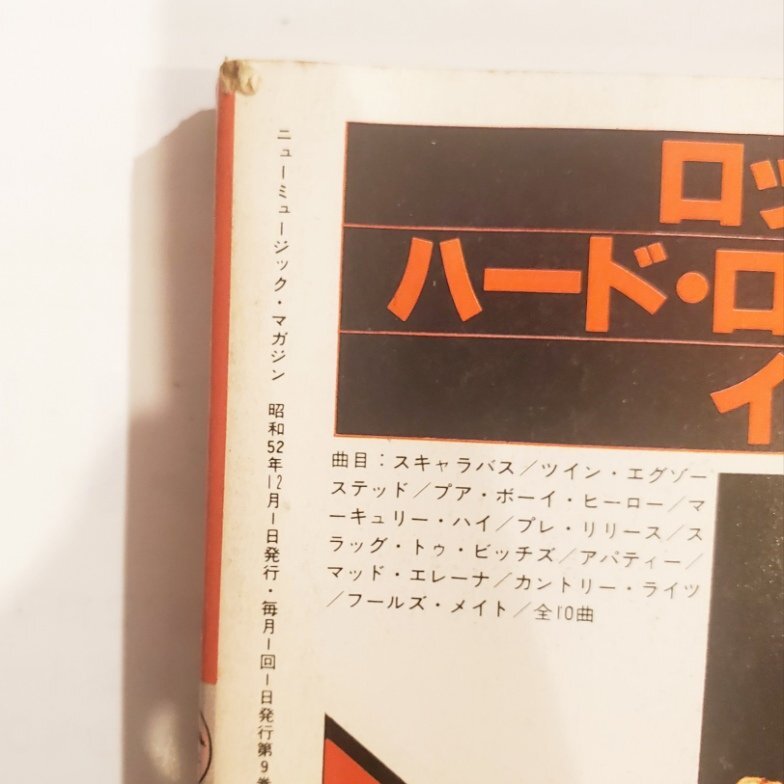 ニューミュージック・マガジン 昭和52年12月1日発行・毎月1回1日発行第9巻
ロッ
ハード・ロ
イ
曲目：スキャラバス／ツイン・エグゾー
ステッド／プア・ボーイ・ヒーロー／マ
ーキュリー・ハイ／プレ・リリース／ス
ラッグ・トゥ・ビッチズ／アパティー／
マッド・エレーナ／カントリー・ライツ
／フールズ・メイト／全10曲